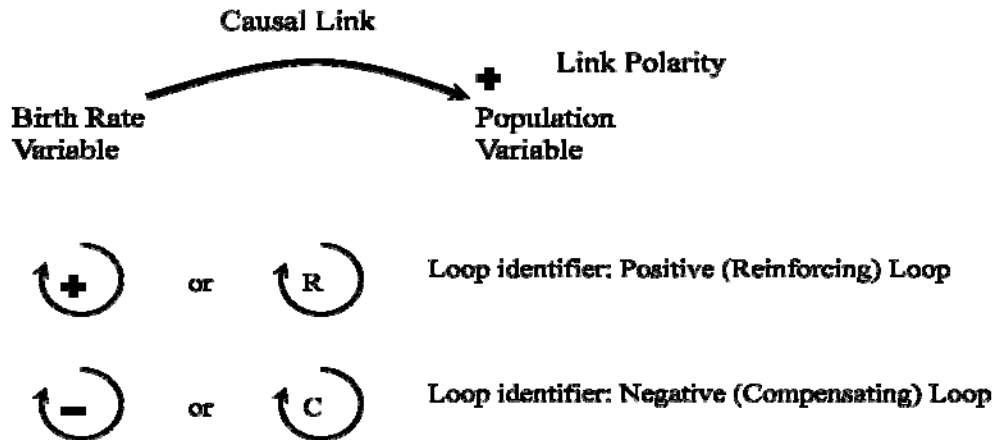 Causal Link
+ Link Polarity
Birth Rate
Variable
Population
Variable
+ or R Loop identifier: Positive (Reinforcing) Loop
− or C Loop identifier: Negative (Compensating) Loop